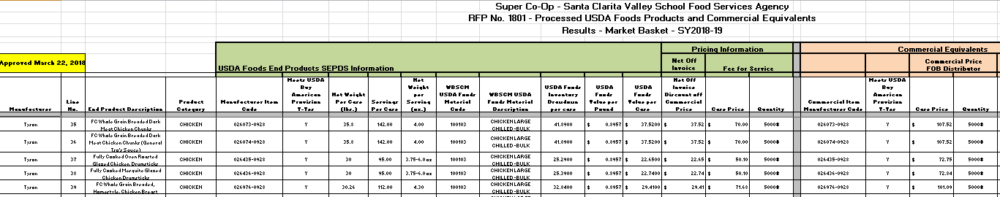 Super Co-Op - Santa Clarita Valley School Food Services Agency
RFP No. 1801 - Processed USDA Foods Products and Commercial Equivalents
Results - Market Basket - SY2018-19
Pricing Information Commercial Equivalents
Approved March 22, 2018
USDA Foods End Products SEPDS Information
Net Off Invoice
Fee for Service
Commercial Price FOB Distributor
Manufacturer
Line No.
End Product Description
Product Category
Manufacturer Item Code
Meets USDA Buy American Provision T-Yer
Net Weight Per Case (lbs.)
Servings Per Case
Net Weight per Serving (oz.)
WBSCM USDA Foods Material Code
WBSCM USDA Foods Material Description
USDA Foods Inventory Drawdown per case
USDA Foods Value per Pound
USDA Foods Value per Case
Net Off Invoice Discount off Commercial Price
Case Price
Quantity
Commercial Item Manufacturer Code
Meets USDA Buy American Provision T-Yer
Case Price
Quantity
Tyson 35 FC Whole Grain Breaded Dark Meat Chicken Chunks CHICKEN 026073-0928 Y 35.8 142.00 4.00 100103 CHICKEN LARGE CHILLED -BULK 41.8900 $ 0.8957 $ 37.5200 $ 37.52 $ 70.00 5000# 026073-0928 Y $ 107.52 5000#
Tyson 36 FC Whole Grain Breaded Dark Meat Chicken Chunks (General Tso's Sauce) CHICKEN 026074-0928 Y 35.8 142.00 4.00 100103 CHICKEN LARGE CHILLED -BULK 41.8900 $ 0.8957 $ 37.5200 $ 37.52 $ 70.00 5000# 026074-0928 Y $ 107.52 5000#
Tyson 37 Fully Cooked Oven Roasted Glazed Chicken Drumsticks CHICKEN 026435-0928 Y 30 95.00 3.75-6.0 oz 100103 CHICKEN LARGE CHILLED -BULK 25.2900 $ 0.8957 $ 22.6500 $ 22.65 $ 50.10 5000# 026435-0928 Y $ 72.75 5000#
Tyson 38 Fully Cooked Mesquite Glazed Chicken Drumsticks CHICKEN 026436-0928 Y 30 95.00 3.75-6.0 oz 100103 CHICKEN LARGE CHILLED -BULK 25.3900 $ 0.8957 $ 22.7400 $ 22.74 $ 50.10 5000# 026436-0928 Y $ 72.84 5000#
Tyson 39 FC Whole Grain Breaded, Homestyle, Chicken Breast CHICKEN 026976-0928 Y 30.26 112.00 4.30 100103 CHICKEN LARGE CHILLED -BULK 32.8400 $ 0.8957 $ 29.4100 $ 29.41 $ 71.68 5000# 026976-0928 Y $ 101.09 5000#